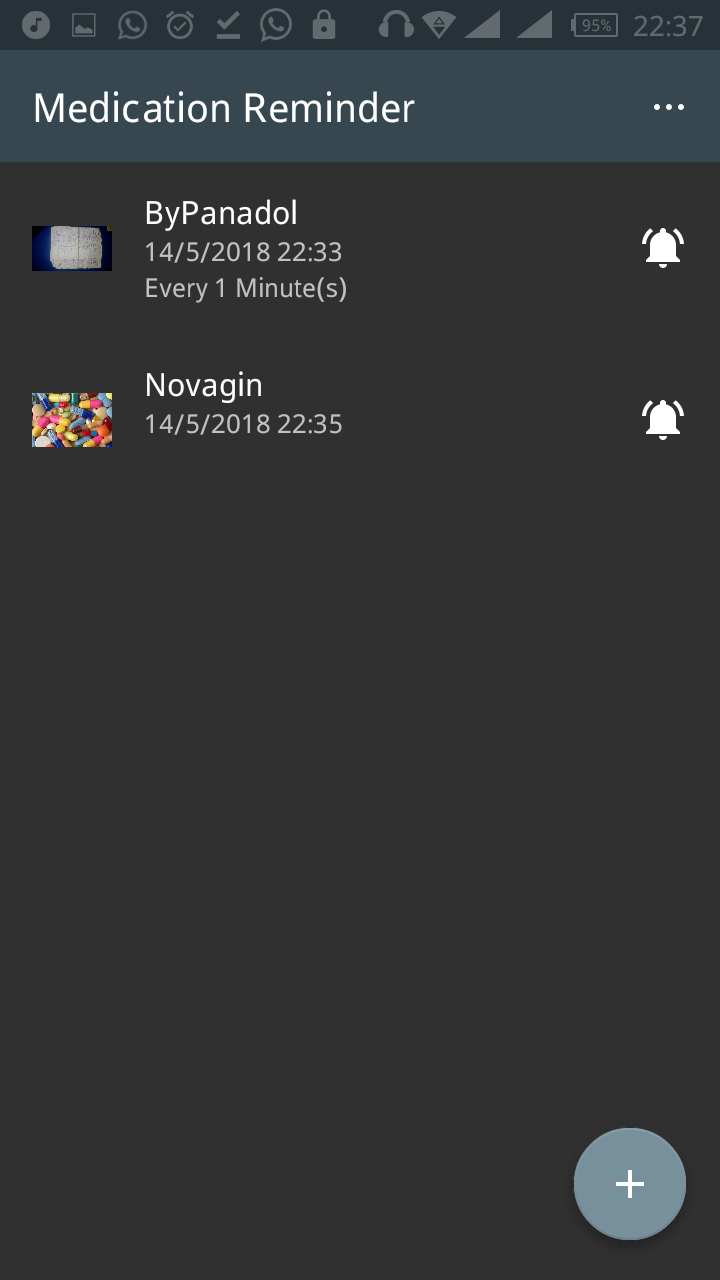 95% 22:37
Medication Reminder
ByPanadol
14/5/2018 22:33
Every 1 Minute(s)
Novagin
14/5/2018 22:35